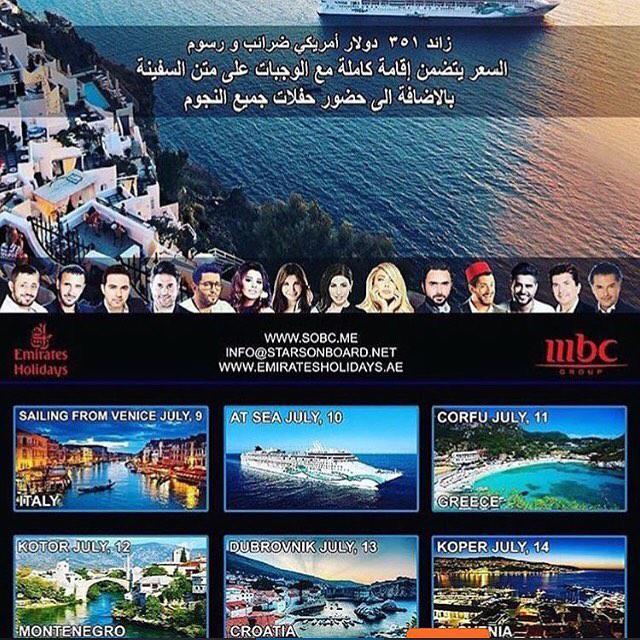 زائد ٣٥١ دولار أمريكي ضرائب و رسوم
السعر يتضمن إقامة كاملة مع الوجبات على متن السفينة
بالاضافة الى حضور حفلات جميع النجوم
Emirates
Holidays
WWW.SOBC.ME
INFO@STARSONBOARD.NET
WWW.EMIRATESHOLIDAYS.AE
mbc
GROUP
SAILING FROM VENICE JULY, 9
ITALY
AT SEA JULY, 10
CORFU JULY, 11
GREECE
KOTOR JULY, 12
MONTENEGRO
DUBROVNIK JULY, 13
CROATIA
KOPER JULY, 14
ENIA